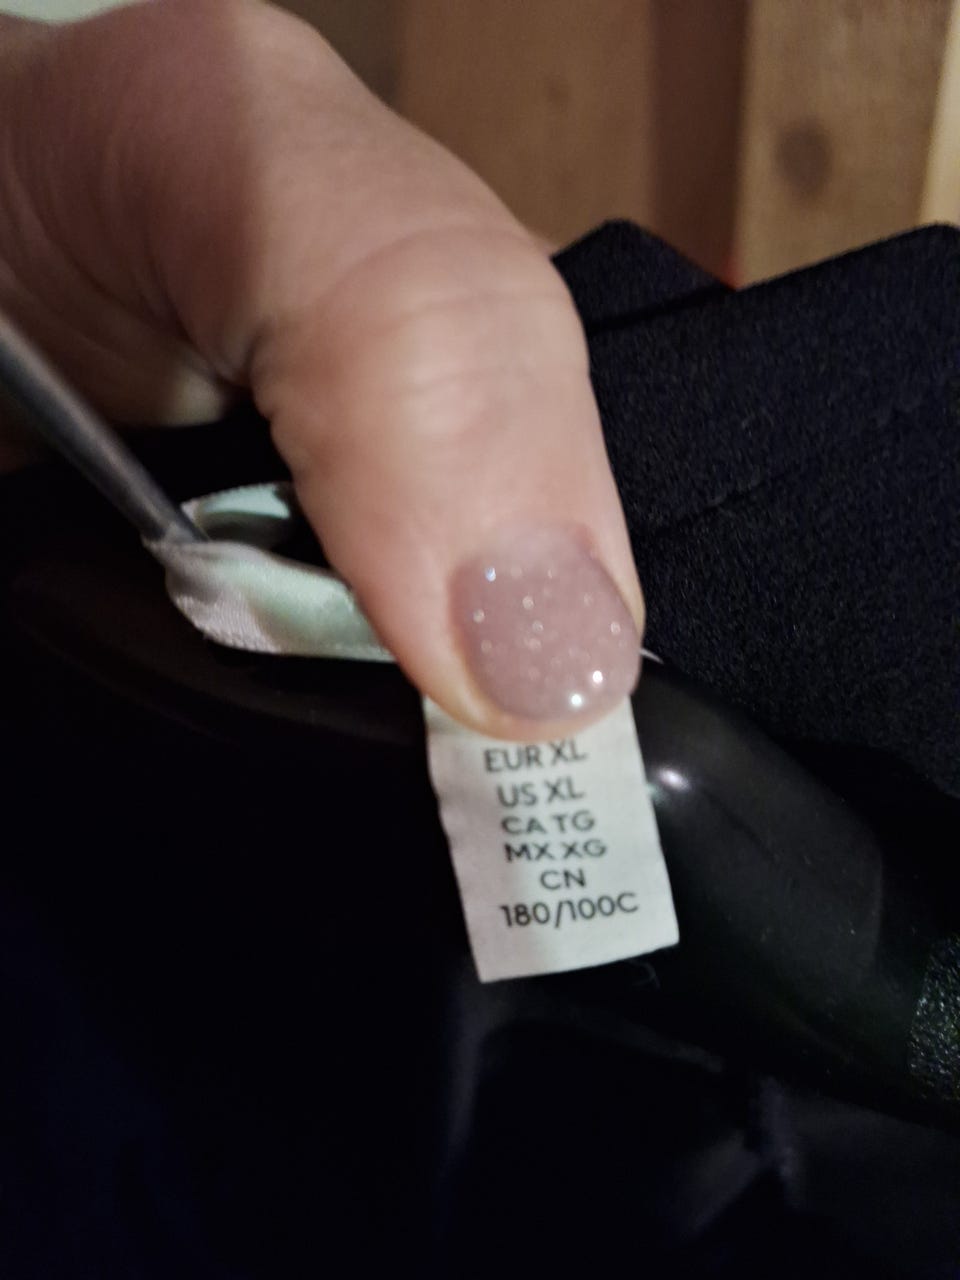 EUR XL
US XL
CA TG
MX XG
CN
180/100C